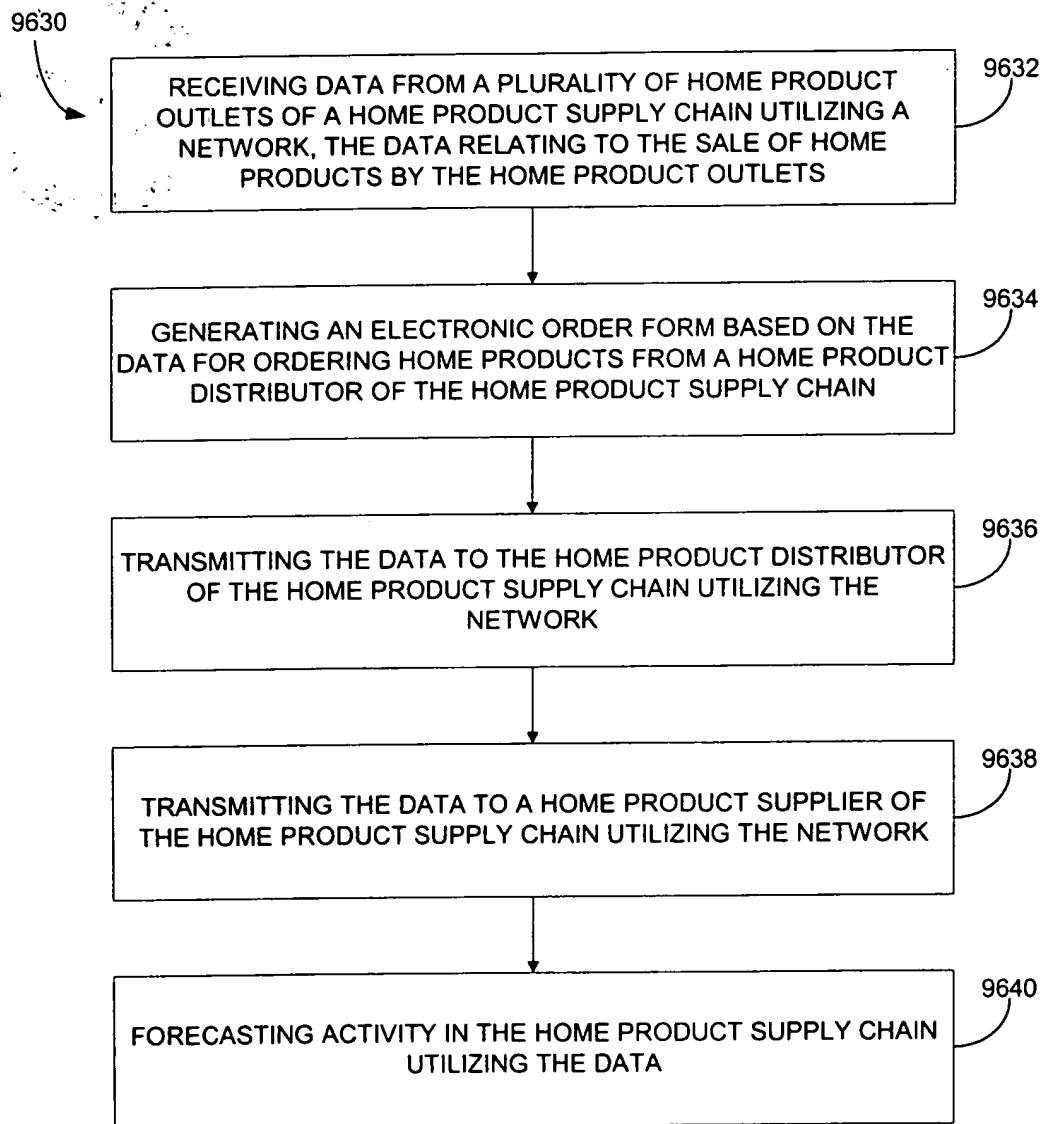 9630
9632
RECEIVING DATA FROM A PLURALITY OF HOME PRODUCT
OUTLETS OF A HOME PRODUCT SUPPLY CHAIN UTILIZING A
NETWORK, THE DATA RELATING TO THE SALE OF HOME
PRODUCTS BY THE HOME PRODUCT OUTLETS
9634
GENERATING AN ELECTRONIC ORDER FORM BASED ON THE
DATA FOR ORDERING HOME PRODUCTS FROM A HOME PRODUCT
DISTRIBUTOR OF THE HOME PRODUCT SUPPLY CHAIN
9636
TRANSMITTING THE DATA TO THE HOME PRODUCT DISTRIBUTOR
OF THE HOME PRODUCT SUPPLY CHAIN UTILIZING THE
NETWORK
9638
TRANSMITTING THE DATA TO A HOME PRODUCT SUPPLIER OF
THE HOME PRODUCT SUPPLY CHAIN UTILIZING THE NETWORK
9640
FORECASTING ACTIVITY IN THE HOME PRODUCT SUPPLY CHAIN
UTILIZING THE DATA